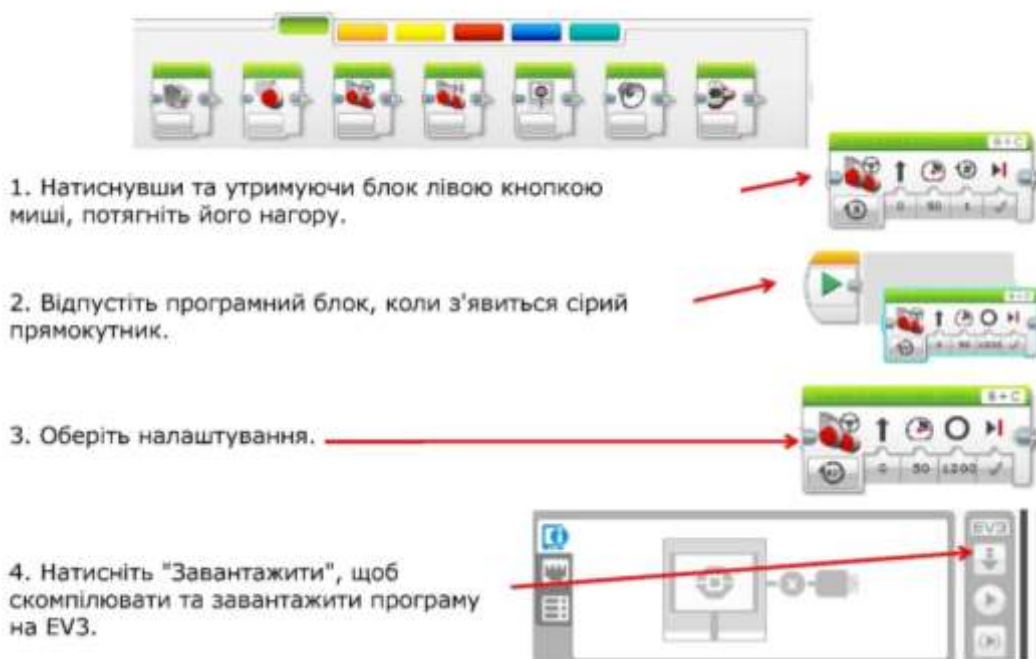 B+C
1. Натиснувши та утримуючи блок лівою кнопкою
миші, потягніть його нагору.
0 50 1
2. Відпустіть програмний блок, коли з'явиться сірий
прямокутник.
3. Оберіть налаштування.
B+C
0 50 1200
EV3
4. Натисніть "Завантажити", щоб
скомпілювати та завантажити програму
на EV3.